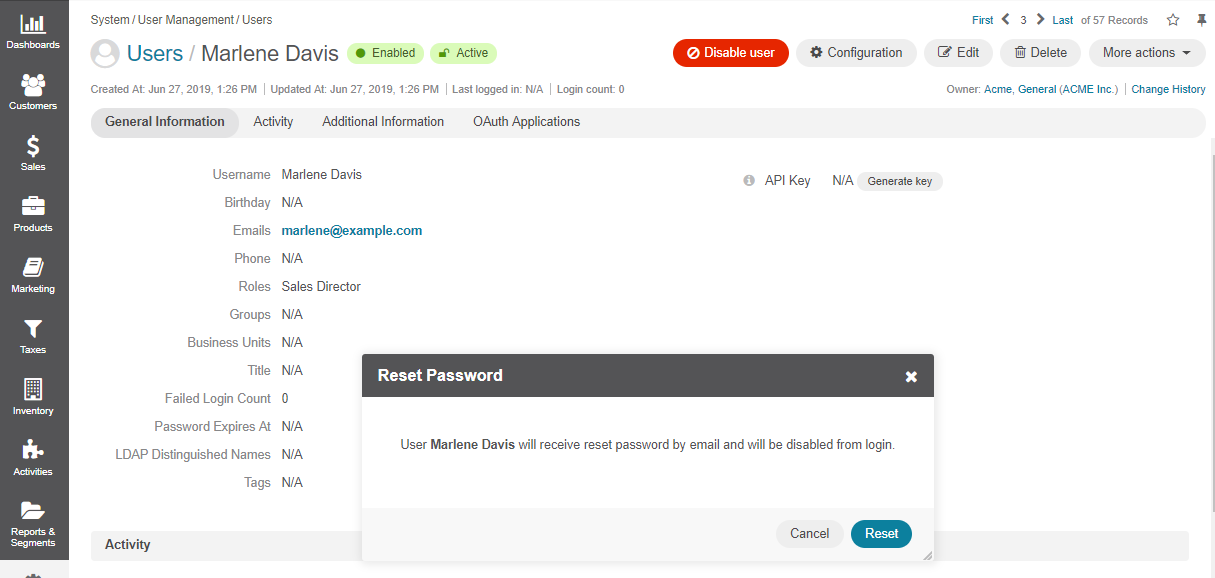 System / User Management / Users
First 3 Last of 57 Records
Dashboards
Users / Marlene Davis Enabled Active
Disable user Configuration Edit Delete More actions
Created At: Jun 27, 2019, 1:26 PM Updated At: Jun 27, 2019, 1:26 PM Last logged in: N/A Login count: 0
Owner: Acme, General (ACME Inc.) Change History
Customers
General Information Activity Additional Information OAuth Applications
Sales
Username Marlene Davis
API Key N/A Generate key
Birthday N/A
Products
Emails marlene@example.com
Phone N/A
Roles Sales Director
Marketing
Groups N/A
Business Units N/A
Taxes
Title N/A
Failed Login Count 0
Inventory
Password Expires At N/A
LDAP Distinguished Names N/A
Activities
Tags N/A
Reports &
Segments
Activity
Reset Password
User Marlene Davis will receive reset password by email and will be disabled from login.
Cancel Reset